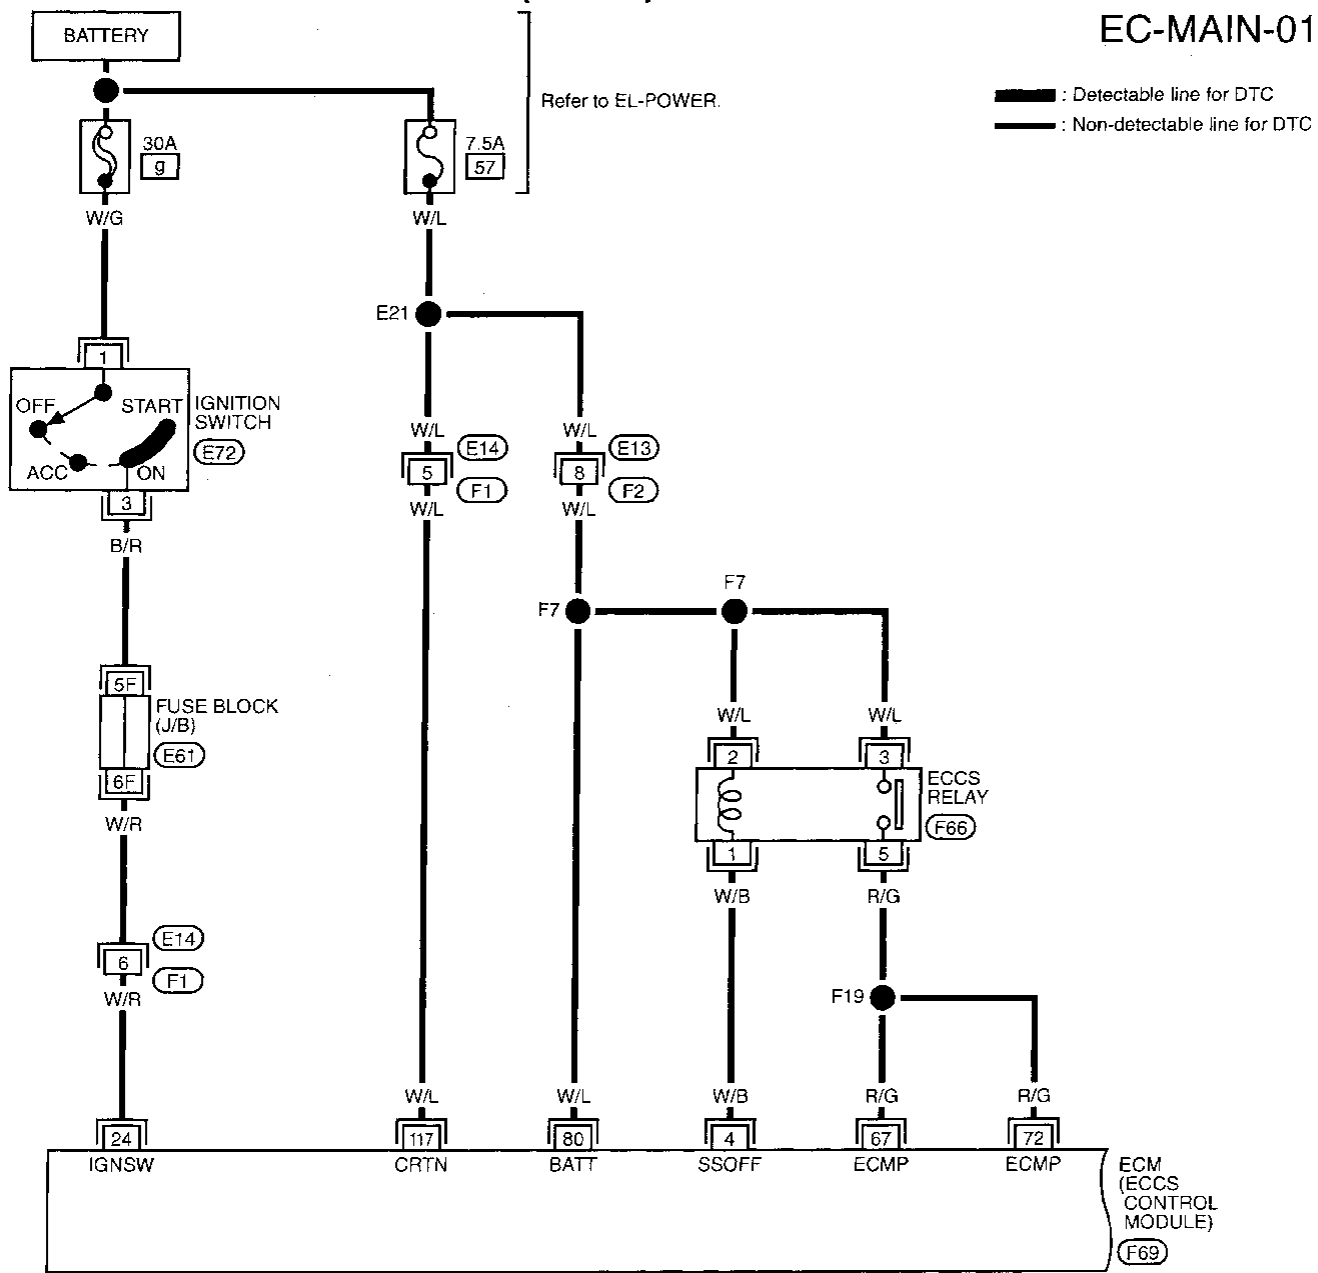 EC-MAIN-01
BATTERY
: Detectable line for DTC
: Non-detectable line for DTC
Refer to EL-POWER.
30A
g
7.5A
57
W/G
W/L
E21
1
OFF
START
ACC
ON
IGNITION
SWITCH
E72
3
W/L
5
E14
F1
W/L
W/L
8
E13
F2
W/L
B/R
F7
F7
5F
FUSE BLOCK
(J/B)
E61
6F
W/R
W/L
W/L
2
3
ECCS
RELAY
F66
1
5
W/B
R/G
E14
6
F1
W/R
F19
W/L
W/L
W/B
R/G
R/G
24
117
80
4
67
72
IGNSW
CRTN
BATT
SSOFF
ECMP
ECMP
ECM
(ECCS
CONTROL
MODULE)
F69